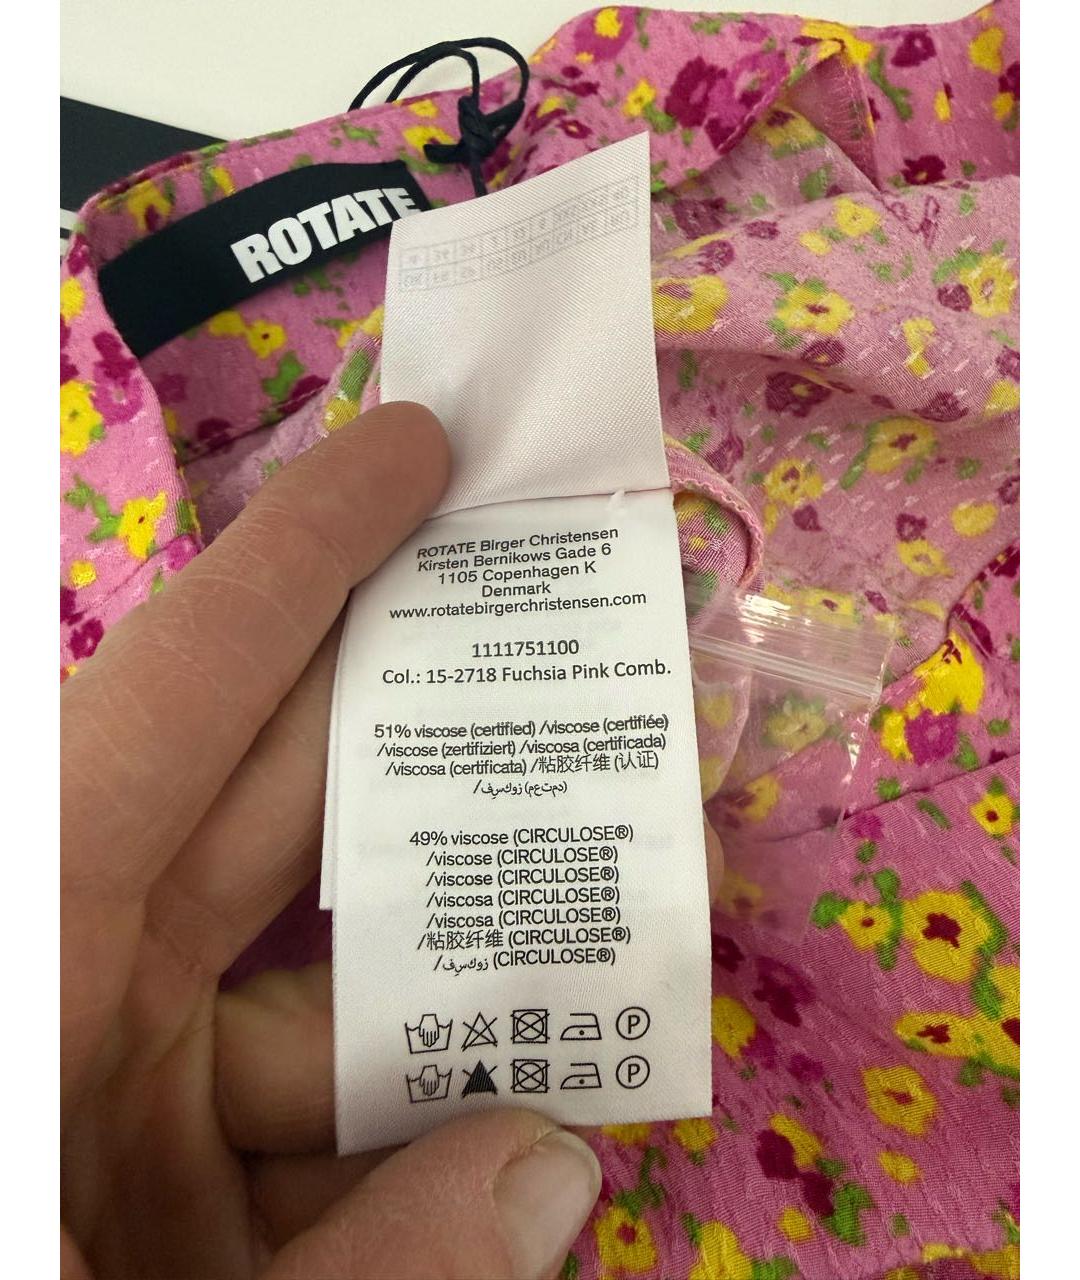 ROTATE
ROTATE Birger Christensen
Kirsten Bernikows Gade 6
1105 Copenhagen K
Denmark
www.rotatebirgerchristensen.com
1111751100
Col.: 15-2718 Fuchsia Pink Comb.
51% viscose (certified) /viscose (certifiée)
/viscose (zertifiziert) /viscosa (certificada)
/viscosa (certificata) /粘胶纤维 (认证)
49% viscose (CIRCULOSE®)
/viscose (CIRCULOSE®)
/viscose (CIRCULOSE®)
/viscosa (CIRCULOSE®)
/viscosa (CIRCULOSE®)
/粘胶纤维 (CIRCULOSE®)
(CIRCULOSE®)
P
P